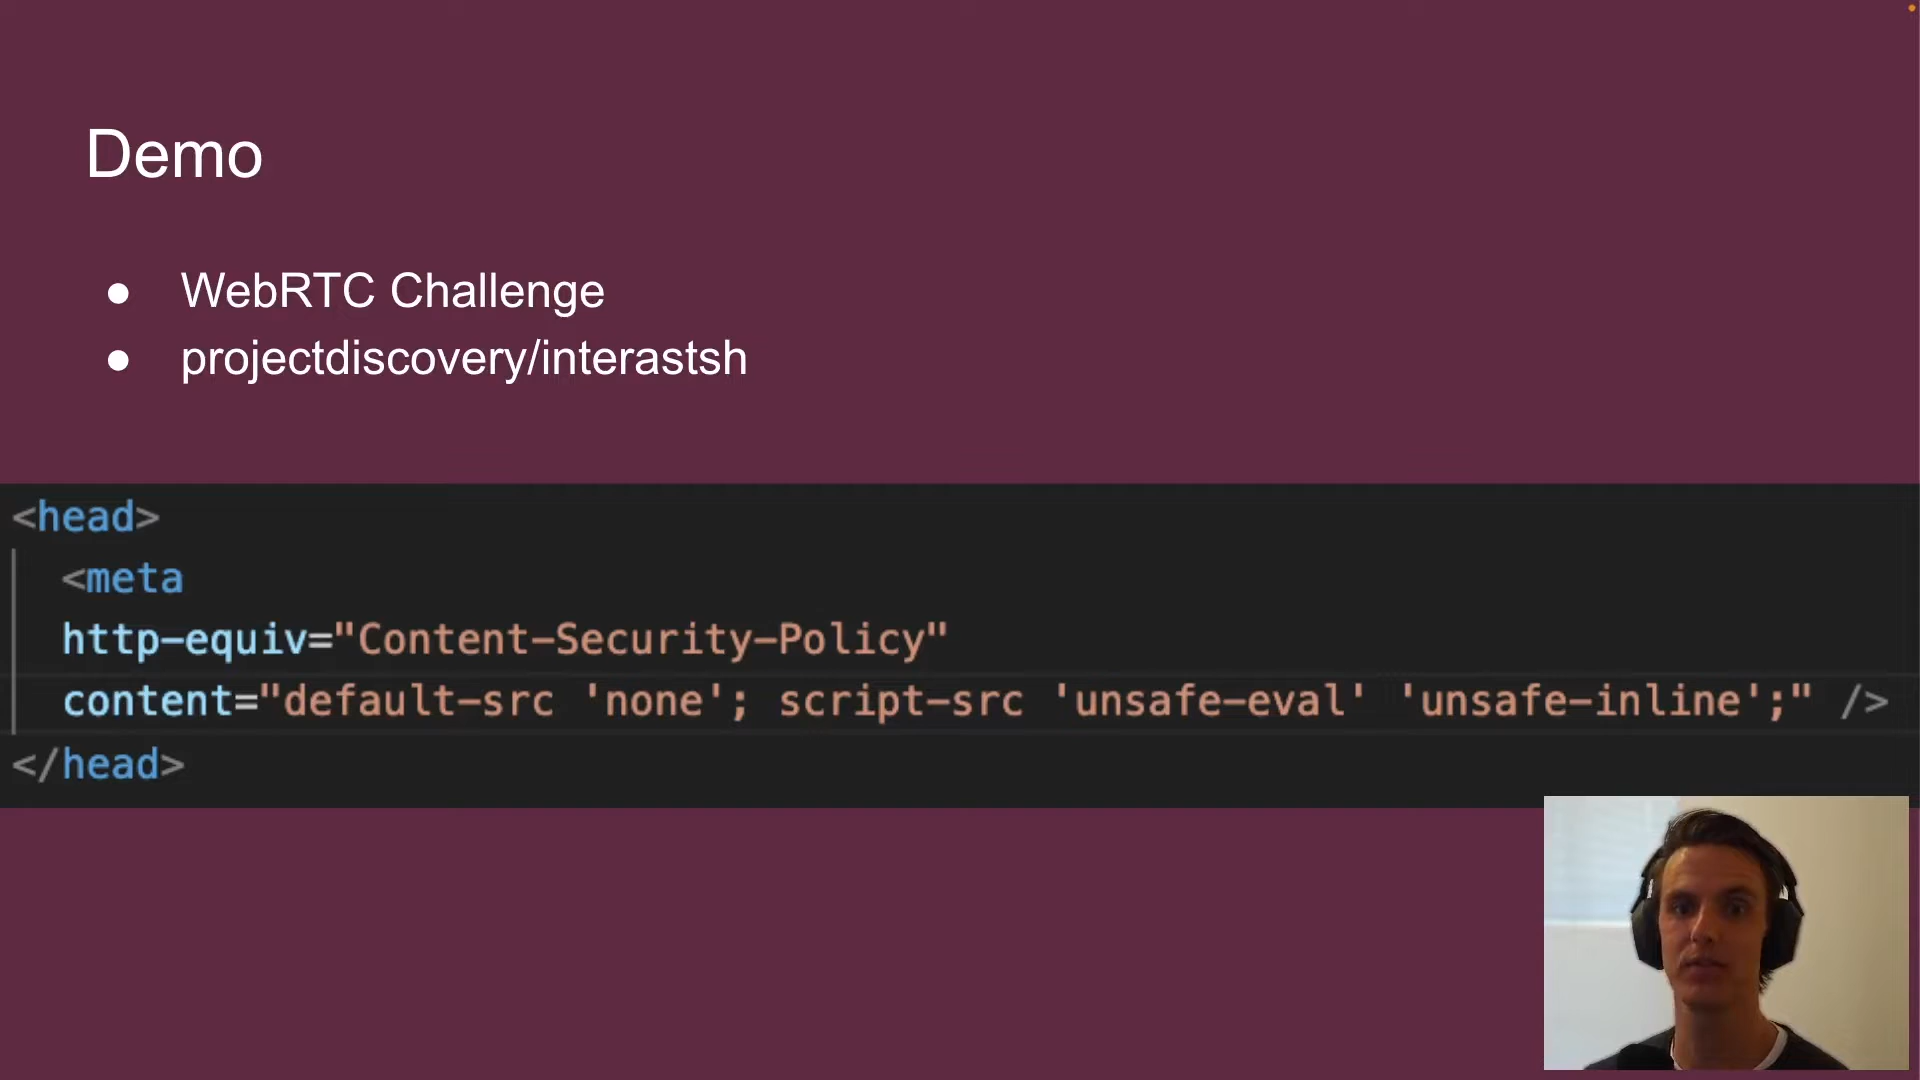 Demo
● WebRTC Challenge
● projectdiscovery/interastsh
<head>
<meta
http-equiv="Content-Security-Policy"
content="default-src 'none'; script-src 'unsafe-eval' 'unsafe-inline';" />
</head>